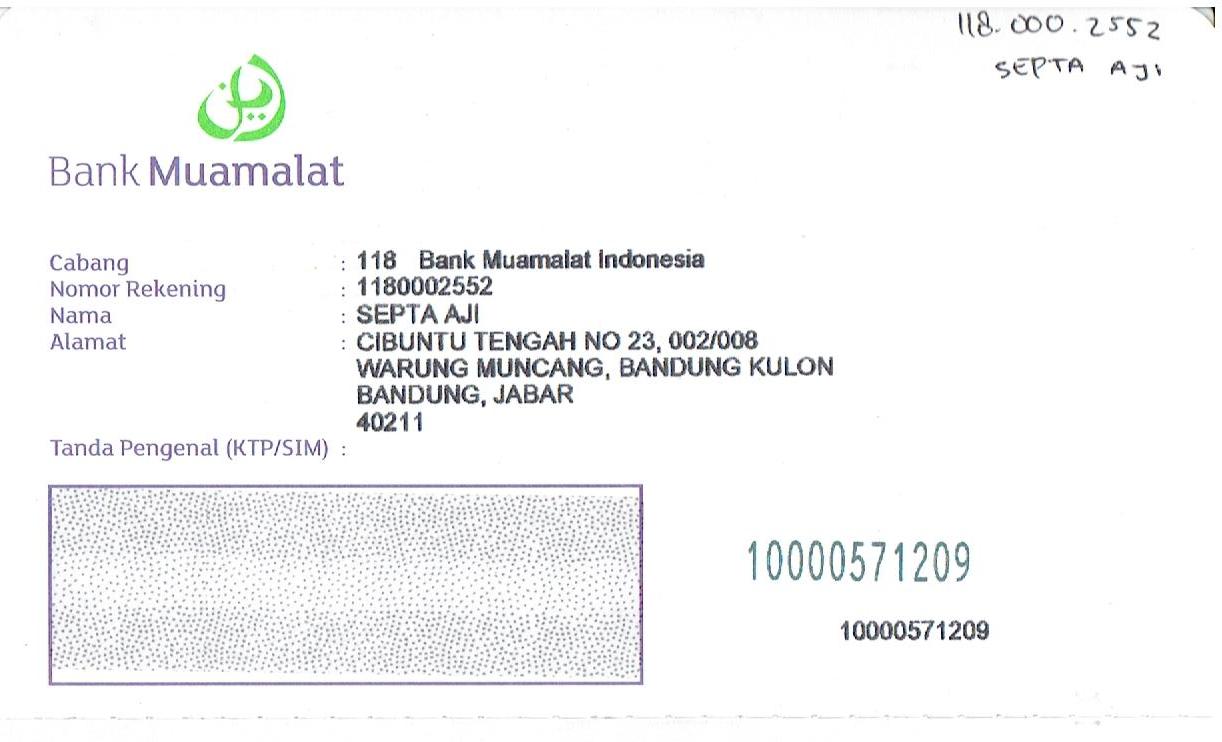 118.000.2552
SEPTA AJI
Bank Muamalat
Cabang : 118 Bank Muamalat Indonesia
Nomor Rekening : 1180002552
Nama : SEPTA AJI
Alamat : CIBUNTU TENGAH NO 23, 002/008
WARUNG MUNCANG, BANDUNG KULON
BANDUNG, JABAR
40211
Tanda Pengenal (KTP/SIM) :
10000571209
10000571209